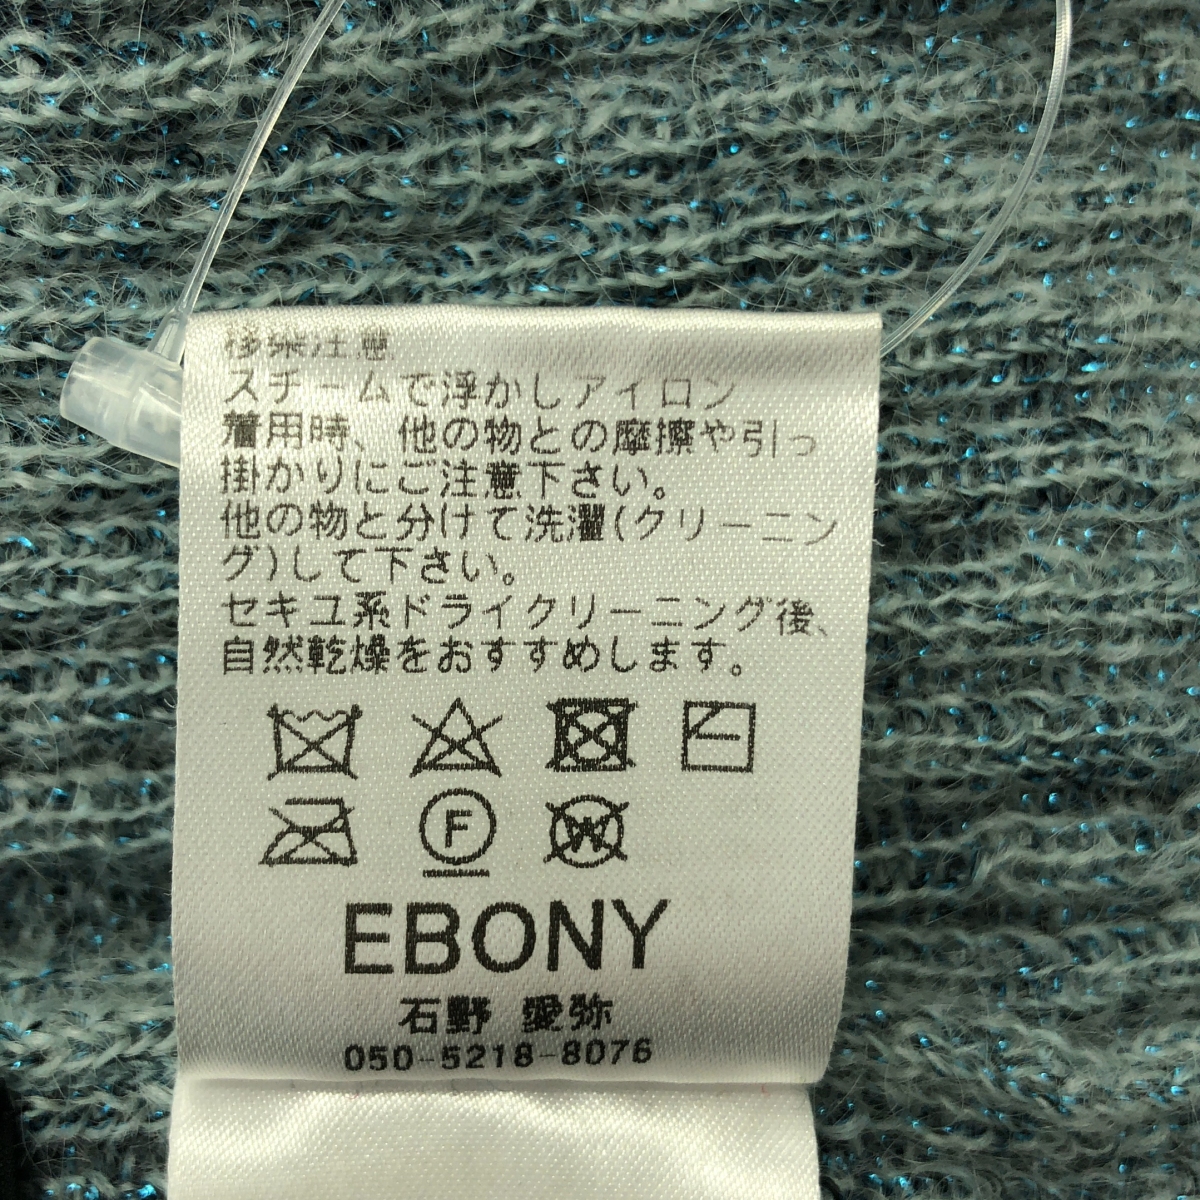 移染注意
スチームで浮かしアイロン
着用時、他の物との摩擦や引っ
掛かりにご注意下さい。
他の物と分けて洗濯(クリーニン
グ)して下さい。
セキユ系ドライクリーニング後、
自然乾燥をおすすめします。
F W
EBONY
石野 愛弥
050-5218-8076